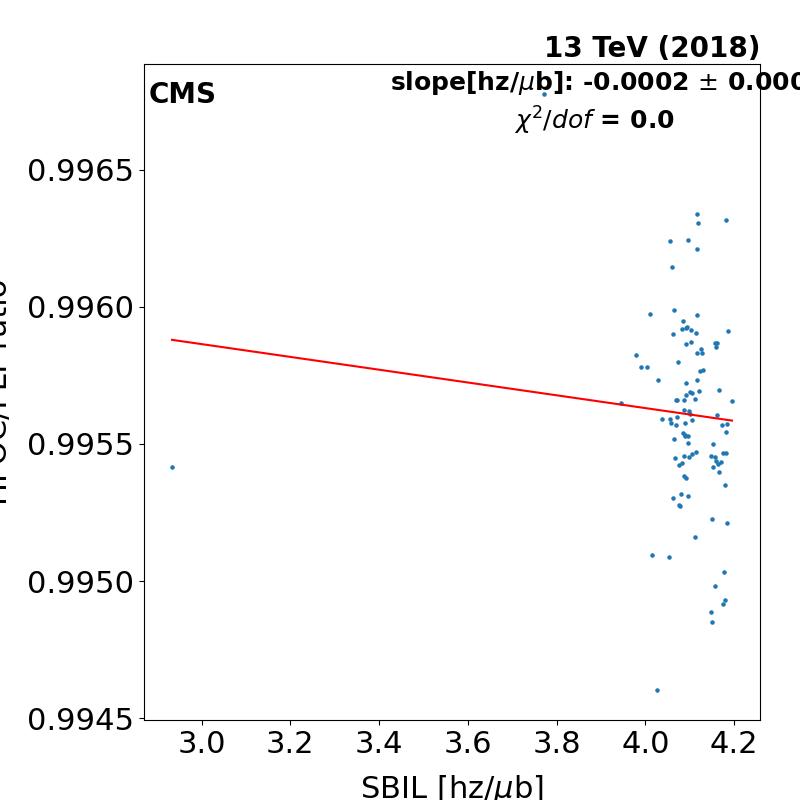 13 TeV (2018)
CMS
slope[hz/μb]: -0.0002 ± 0.000
χ²/dof = 0.0
0.9965
0.9960
0.9955
0.9950
0.9945
3.0 3.2 3.4 3.6 3.8 4.0 4.2
SBIL [hz/μb]